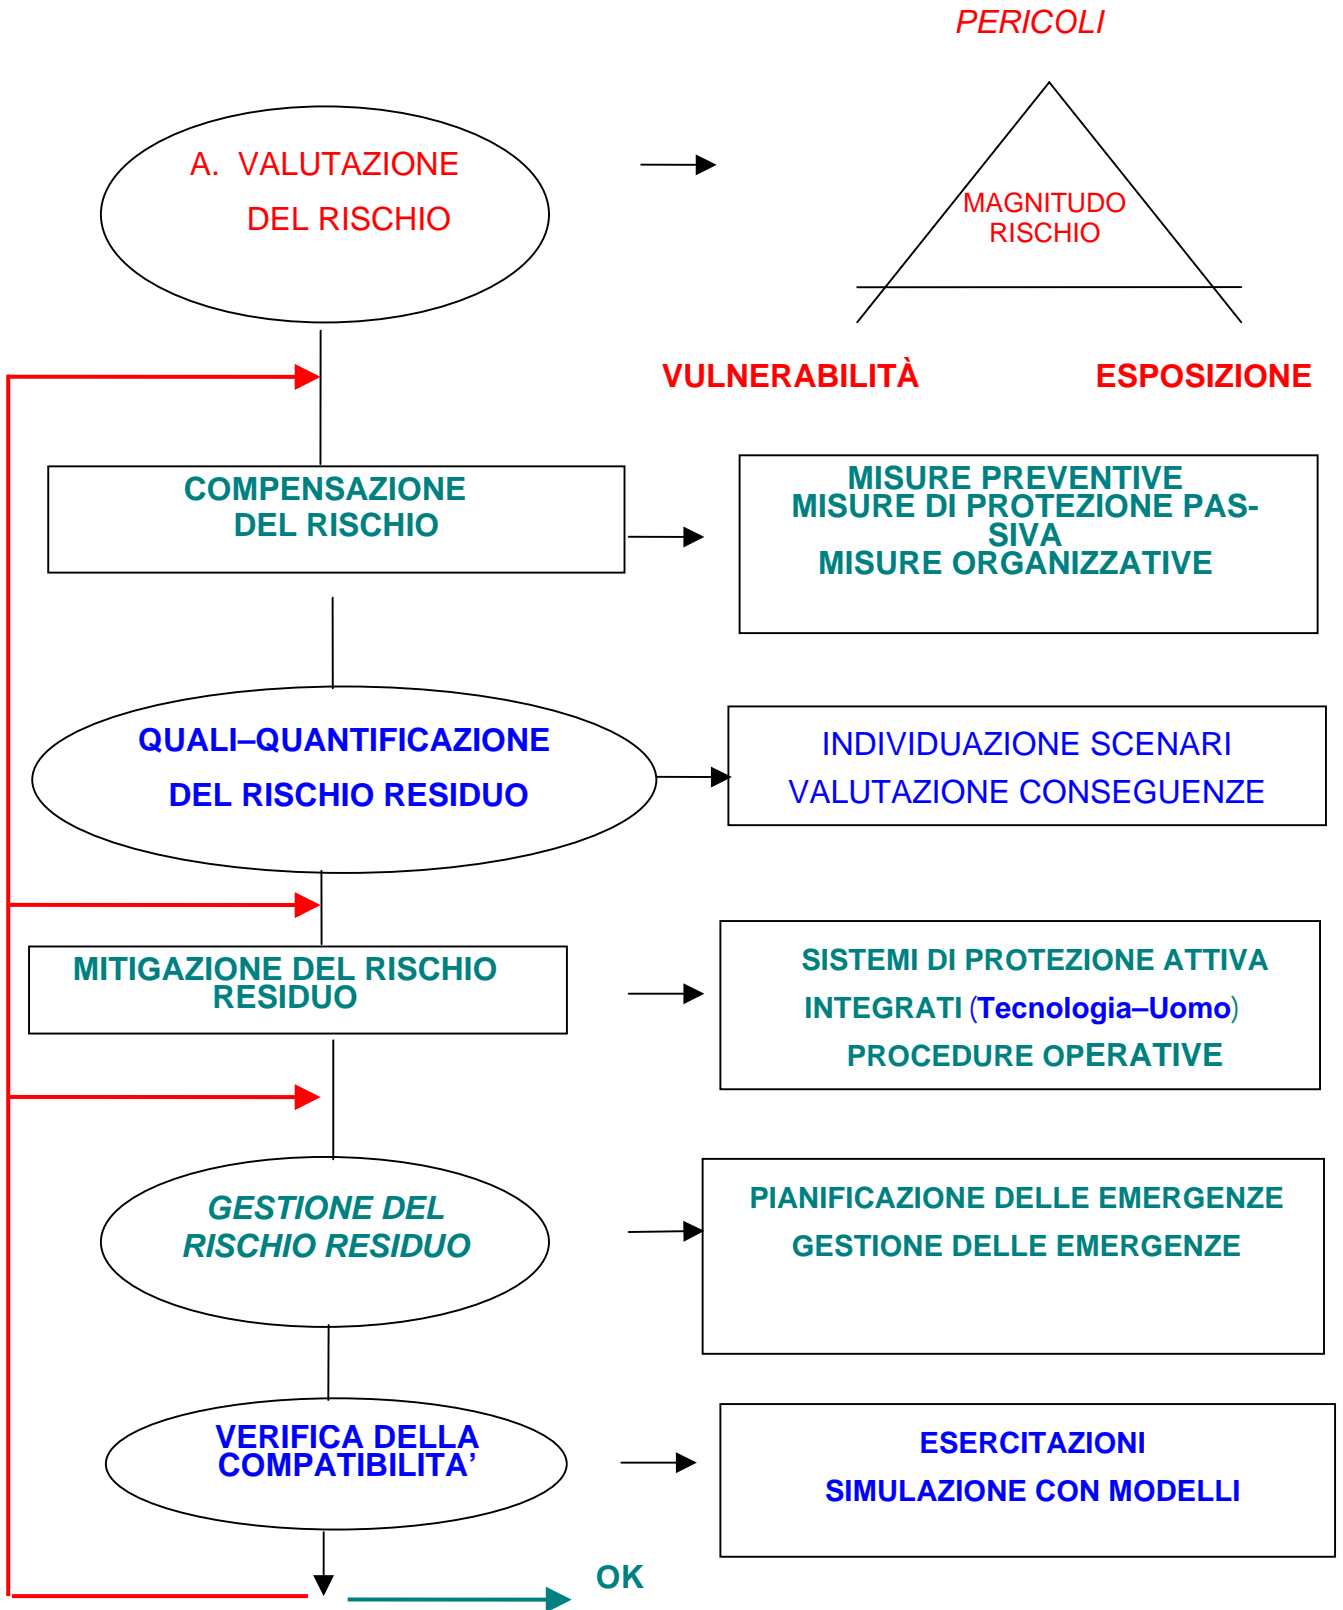 PERICOLI
A. VALUTAZIONE
DEL RISCHIO
MAGNITUDO
RISCHIO
VULNERABILITÀ
ESPOSIZIONE
COMPENSAZIONE
DEL RISCHIO
MISURE PREVENTIVE
MISURE DI PROTEZIONE PAS-
SIVA
MISURE ORGANIZZATIVE
QUALI–QUANTIFICAZIONE
DEL RISCHIO RESIDUO
INDIVIDUAZIONE SCENARI
VALUTAZIONE CONSEGUENZE
MITIGAZIONE DEL RISCHIO
RESIDUO
SISTEMI DI PROTEZIONE ATTIVA
INTEGRATI (Tecnologia–Uomo)
PROCEDURE OPERATIVE
GESTIONE DEL
RISCHIO RESIDUO
PIANIFICAZIONE DELLE EMERGENZE
GESTIONE DELLE EMERGENZE
VERIFICA DELLA
COMPATIBILITA’
ESERCITAZIONI
SIMULAZIONE CON MODELLI
OK